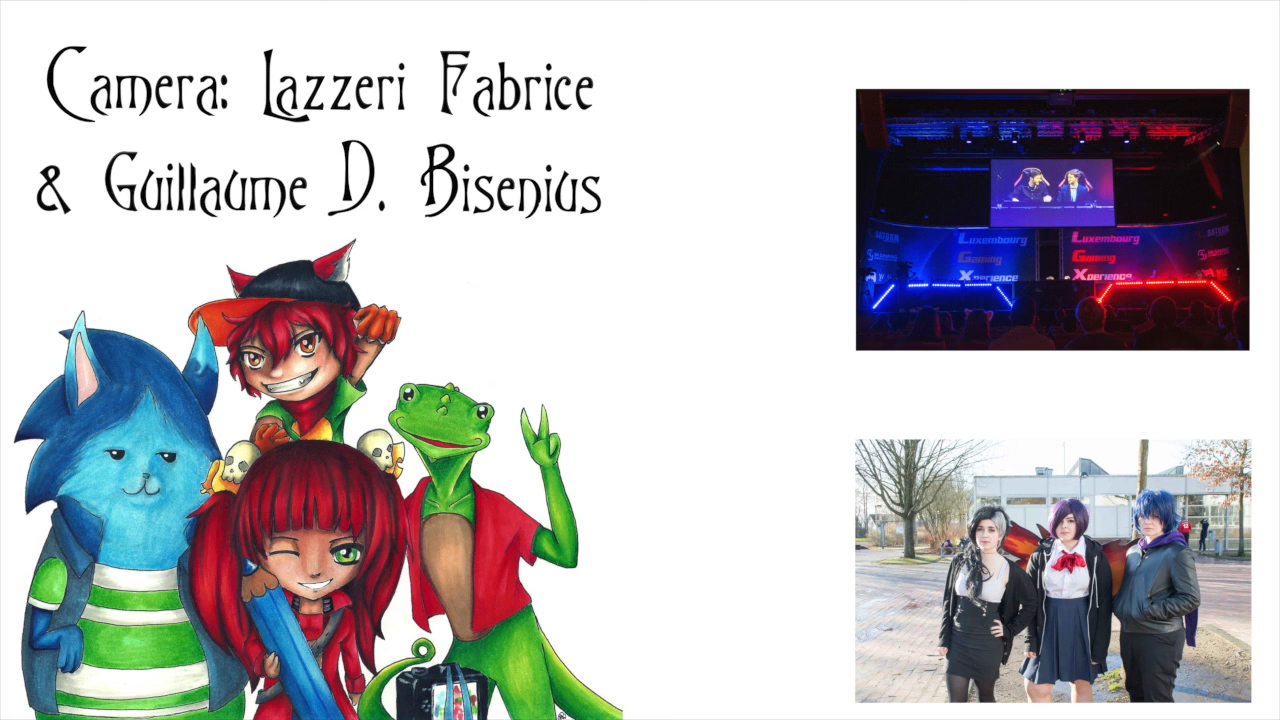 Camera: Lazzeri Fabrice
& Guillaume D. Bisenius
Luxembourg
Gaming
Xperience
Luxembourg
Gaming
Xperience